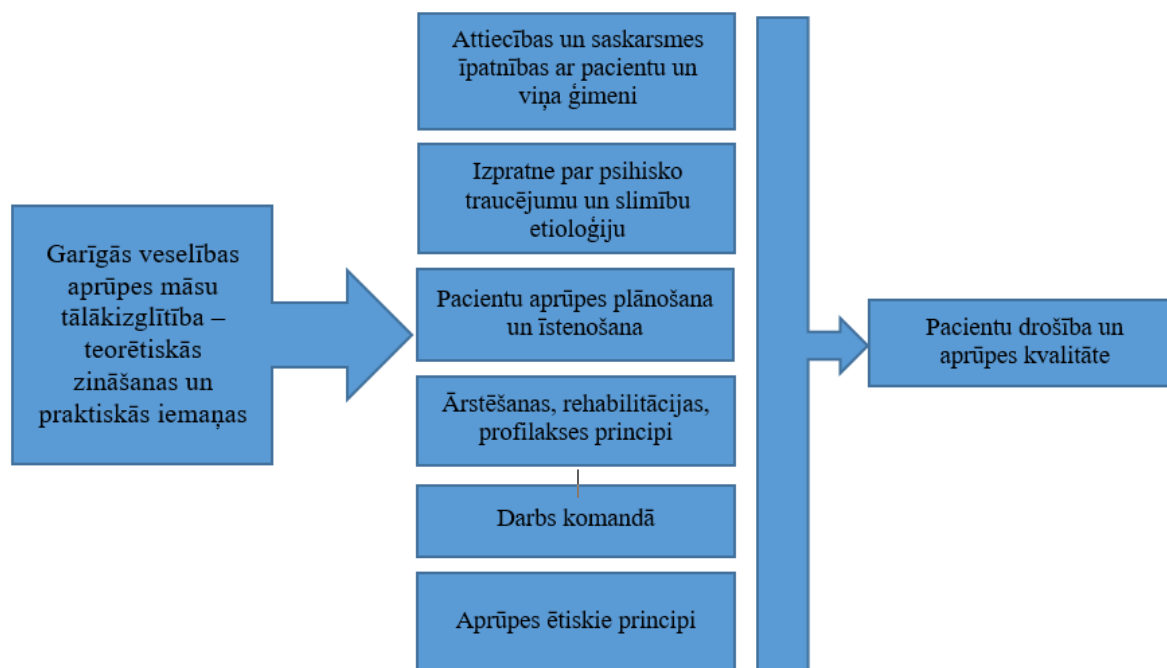 Garīgās veselības
aprūpes māsu
tālākizglītība –
teorētiskās
zināšanas un
praktiskās iemaņas
Attiecības un saskarsmes
īpatnības ar pacientu un
viņa ģimeni
Izpratne par psihisko
traucējumu un slimību
etioloģiju
Pacientu aprūpes plānošana
un īstenošana
Ārstēšanas, rehabilitācijas,
profilakses principi
Darbs komandā
Aprūpes ētiskie principi
Pacientu drošība un
aprūpes kvalitāte